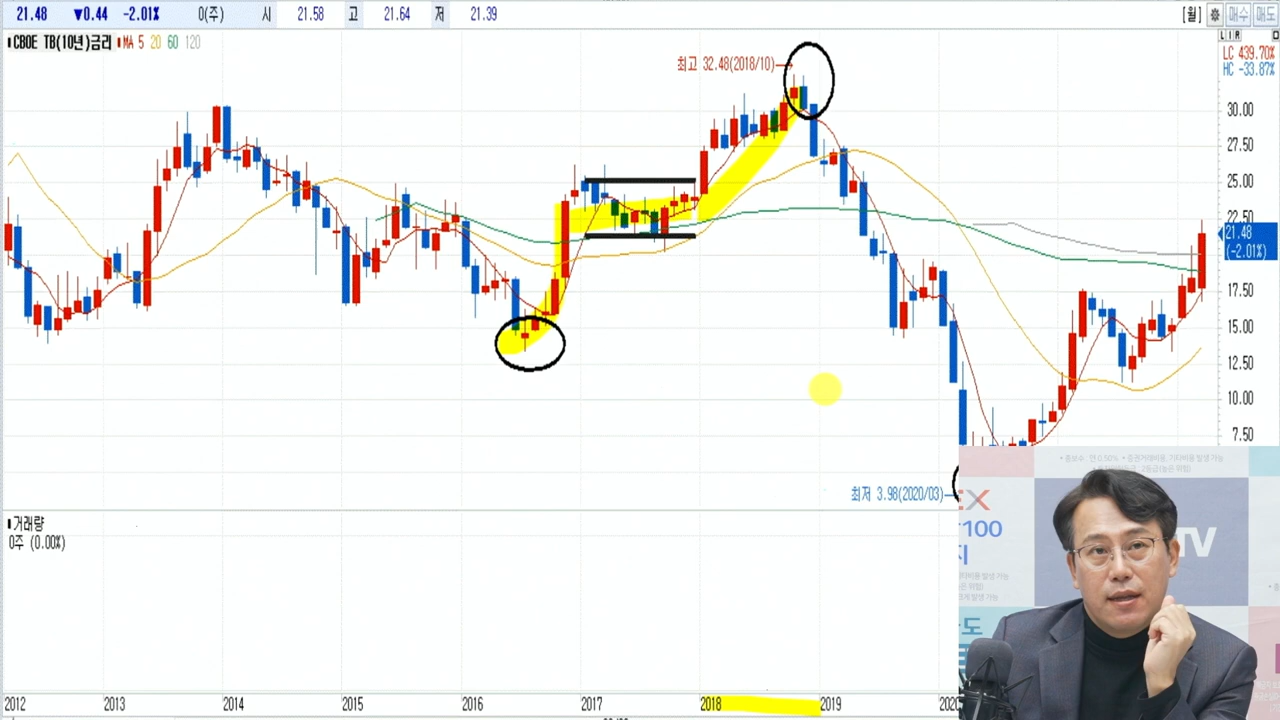 21.48 ▼0.44 -2.01% 0(주) 시 21.58 고 21.64 저 21.39 [월] 매수 매도
CBOE TB(10년)금리 MA 5 20 60 120
L I R
LC 439.70%
HC -33.87%
최고 32.48(2018/10)
30.00
27.50
25.00
22.50
21.48
(-2.01%)
17.50
15.00
12.50
10.00
7.50
최저 3.98(2020/03)
거래량
0주 (0.00%)
2012 2013 2014 2015 2016 2017 2018 2019 2020
X
100
지
TV
도